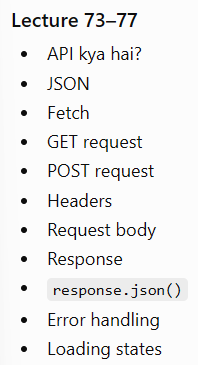 Lecture 73–77
• API kya hai?
• JSON
• Fetch
• GET request
• POST request
• Headers
• Request body
• Response
• response.json()
• Error handling
• Loading states